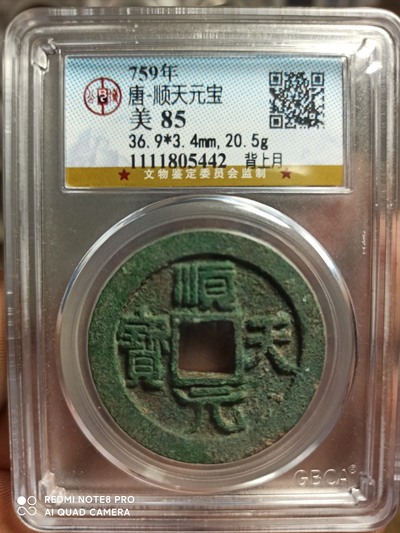 759年
唐-顺天元宝
美 85
36.9*3.4mm,20.5g
1111805442 背上月
文物鉴定委员会监制
順
寳 天
元
GBCA®
REDMI NOTE8 PRO
AI QUAD CAMERA